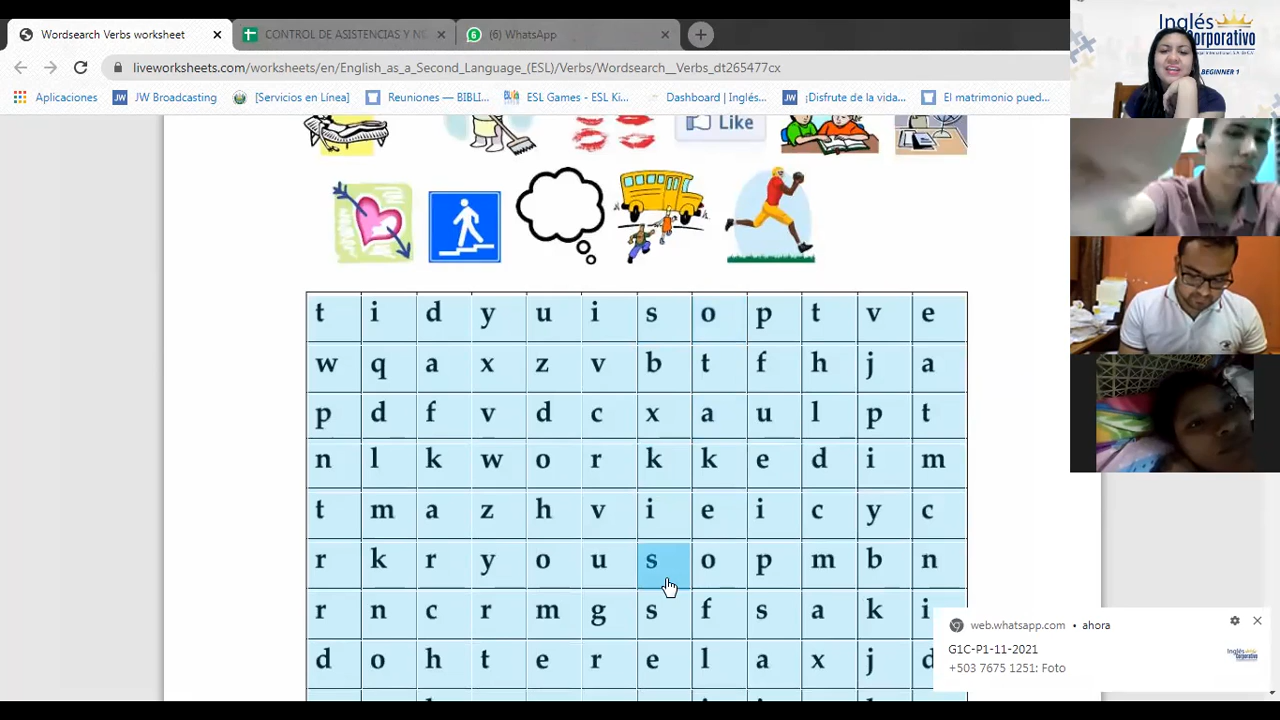 Wordsearch Verbs worksheet
CONTROL DE ASISTENCIAS Y N
(6) WhatsApp
liveworksheets.com/worksheets/en/English_as_a_Second_Language_(ESL)/Verbs/Wordsearch__Verbs_dt265477cx
Aplicaciones
JW Broadcasting
[Servicios en Línea]
Reuniones — BIBLI...
ESL Games - ESL Ki...
Dashboard | Inglés...
¡Disfrute de la vida...
El matrimonio pued...
Inglés
Corporativo
BEGINNER 1
Like
t i d y u i s o p t v e
w q a x z v b t f h j a
p d f v d c x a u l p t
n l k w o r k k e d i m
t m a z h v i e i c y c
r k r y o u s o p m b n
r n c r m g s f s a k i
d o h t e r e l a x j d
web.whatsapp.com • ahora
G1C-P1-11-2021
+503 7675 1251: Foto
Inglés
Corporativo